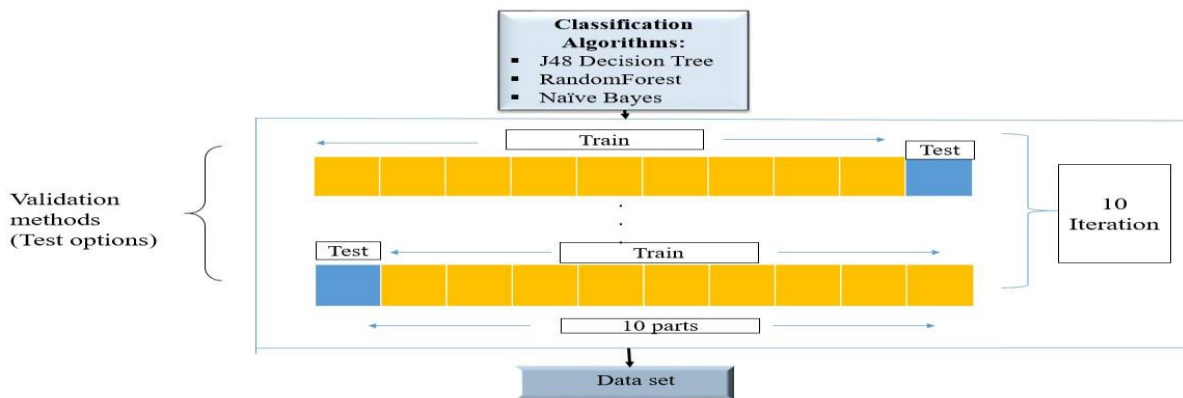 Classification
Algorithms:
▪ J48 Decision Tree
▪ RandomForest
▪ Naïve Bayes
Train
Test
Validation
methods
(Test options)
10
Iteration
Test
Train
10 parts
Data set